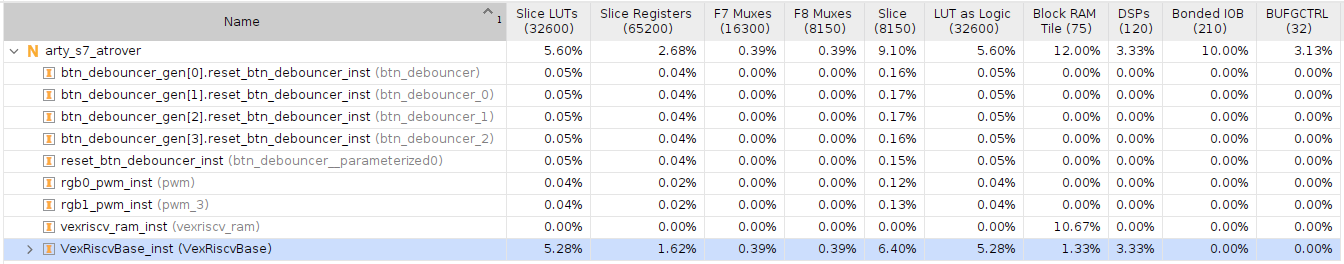 Name 1 Slice LUTs (32600) Slice Registers (65200) F7 Muxes (16300) F8 Muxes (8150) Slice (8150) LUT as Logic (32600) Block RAM Tile (75) DSPs (120) Bonded IOB (210) BUFGCTRL (32)
N arty_s7_atrover 5.60% 2.68% 0.39% 0.39% 9.10% 5.60% 12.00% 3.33% 10.00% 3.13%
btn_debouncer_gen[0].reset_btn_debouncer_inst (btn_debouncer) 0.05% 0.04% 0.00% 0.00% 0.16% 0.05% 0.00% 0.00% 0.00% 0.00%
btn_debouncer_gen[1].reset_btn_debouncer_inst (btn_debouncer_0) 0.05% 0.04% 0.00% 0.00% 0.17% 0.05% 0.00% 0.00% 0.00% 0.00%
btn_debouncer_gen[2].reset_btn_debouncer_inst (btn_debouncer_1) 0.05% 0.04% 0.00% 0.00% 0.17% 0.05% 0.00% 0.00% 0.00% 0.00%
btn_debouncer_gen[3].reset_btn_debouncer_inst (btn_debouncer_2) 0.05% 0.04% 0.00% 0.00% 0.16% 0.05% 0.00% 0.00% 0.00% 0.00%
reset_btn_debouncer_inst (btn_debouncer__parameterized0) 0.05% 0.04% 0.00% 0.00% 0.15% 0.05% 0.00% 0.00% 0.00% 0.00%
rgb0_pwm_inst (pwm) 0.04% 0.02% 0.00% 0.00% 0.12% 0.04% 0.00% 0.00% 0.00% 0.00%
rgb1_pwm_inst (pwm_3) 0.04% 0.02% 0.00% 0.00% 0.13% 0.04% 0.00% 0.00% 0.00% 0.00%
vexriscv_ram_inst (vexriscv_ram) 0.00% 0.00% 0.00% 0.00% 0.00% 0.00% 10.67% 0.00% 0.00% 0.00%
VexRiscvBase_inst (VexRiscvBase) 5.28% 1.62% 0.39% 0.39% 6.40% 5.28% 1.33% 3.33% 0.00% 0.00%